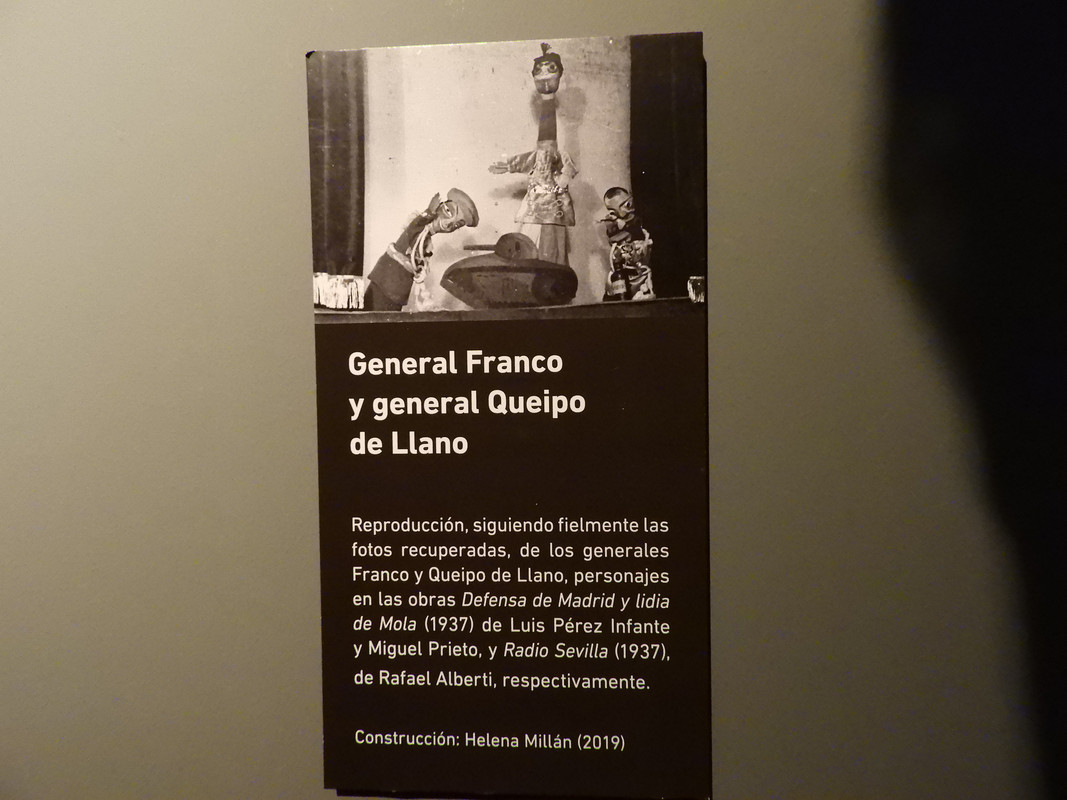 General Franco
y general Queipo
de Llano
Reproducción, siguiendo fielmente las
fotos recuperadas, de los generales
Franco y Queipo de Llano, personajes
en las obras Defensa de Madrid y lidia
de Mola (1937) de Luis Pérez Infante
y Miguel Prieto, y Radio Sevilla (1937),
de Rafael Alberti, respectivamente.
Construcción: Helena Millán (2019)